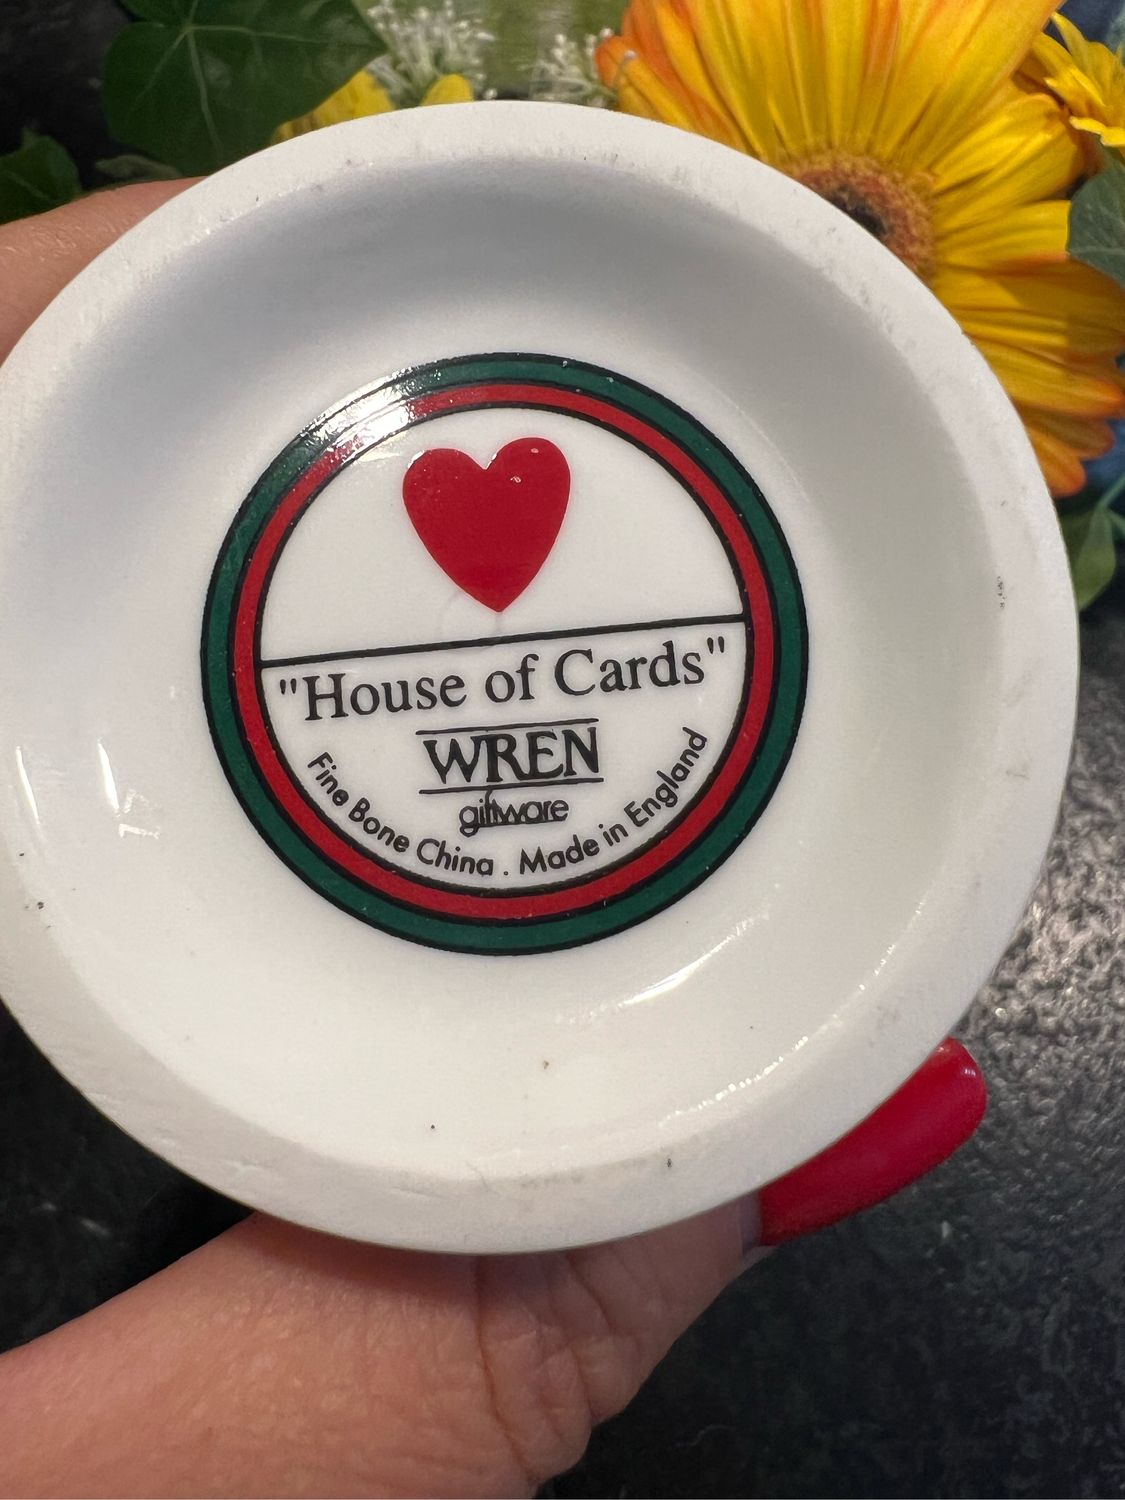 "House of Cards"
WREN
giftware
Fine Bone China . Made in England